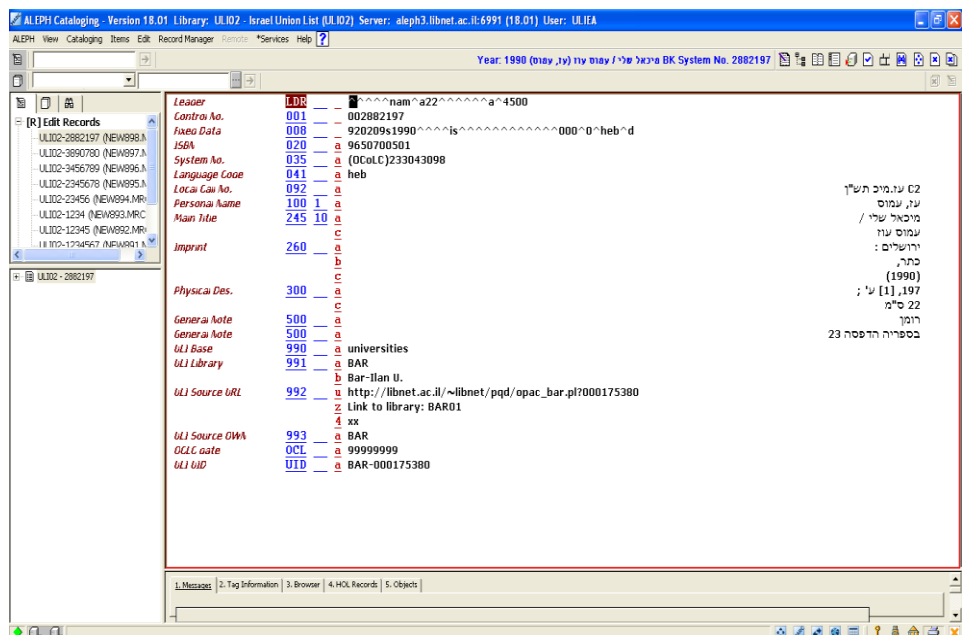 ALEPH Cataloging - Version 18.01 Library: ULI02 - Israel Union List (ULI02) Server: aleph3.libnet.ac.il:6991 (18.01) User: ULIEA
ALEPH View Cataloging Items Edit Record Manager Remote *Services Help ?
Year: 1990 (עז, עמוס) מיכאל שלי / עמוס עוז BK System No. 2882197
[R] Edit Records
ULI02-2882197 (NEW898.M
ULI02-3890780 (NEW897.M
ULI02-3456789 (NEW896.M
ULI02-2345678 (NEW895.M
ULI02-23456 (NEW894.MRC
ULI02-1234 (NEW893.MRC
ULI02-12345 (NEW892.MRC
ULI02-1234567 (NEW891.M
ULI02 - 2882197
Leader LDR ^^^^^nam^a22^^^^^^a^4500
Control No. 001 002882197
Fixed Data 008 920209s1990^^^^is^^^^^^^^^^^^^000^0^heb^d
ISBN 020 a 9650700501
System No. 035 a (OCoLC)233043098
Language Code 041 a heb
Local Call No. 092 a C2 עז.מיכ תש"ן
Personal Name 100 1 a עז, עמוס
Main Title 245 10 a מיכאל שלי /
c עמוס עוז
Imprint 260 a ירושלים :
b כתר,
c (1990)
Physical Des. 300 a 197, [1] ע' ;
c 22 ס"מ
General Note 500 a רומן
General Note 500 a בספריה הדפסה 23
ULI Base 990 a universities
ULI Library 991 a BAR
b Bar-Ilan U.
ULI Source URL 992 u http://libnet.ac.il/~libnet/pqd/opac_bar.pl?000175380
z Link to library: BAR01
4 xx
ULI Source OWN 993 a BAR
OCLC date OCL a 99999999
ULI UID UID a BAR-000175380
1. Messages 2. Tag Information 3. Browser 4. HOL Records 5. Objects